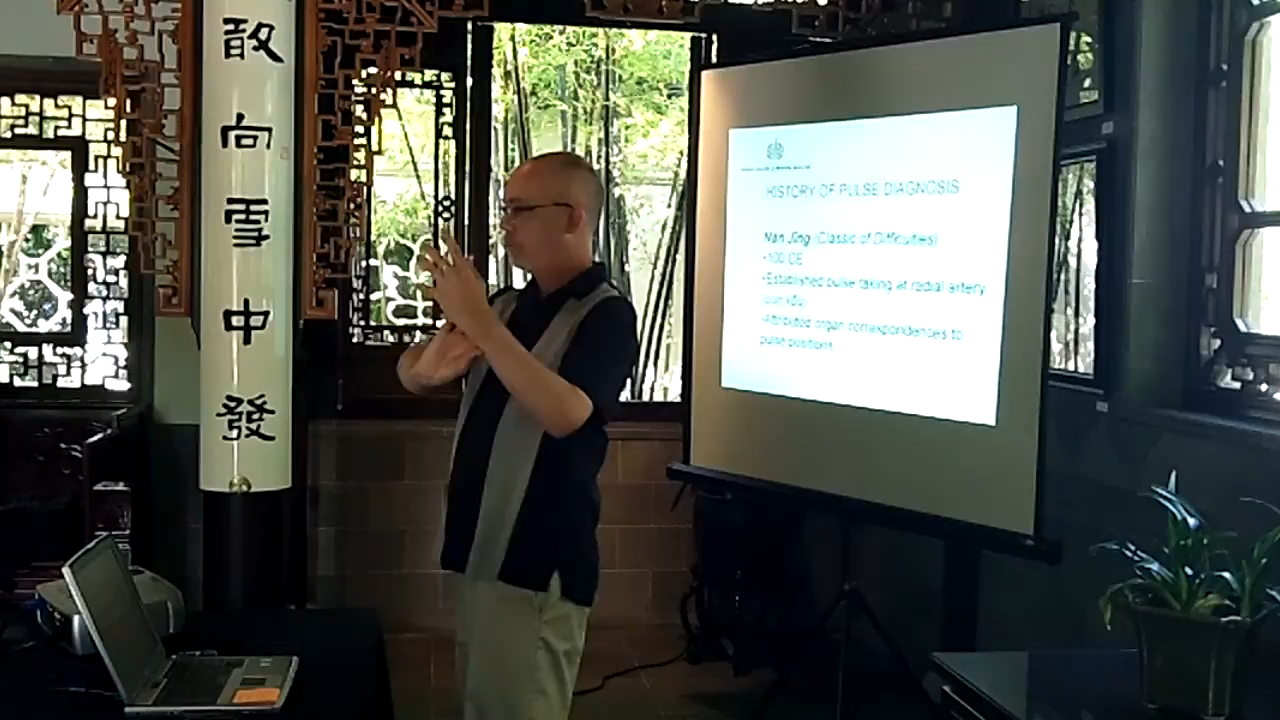 敢向雪中發
HISTORY OF PULSE DIAGNOSIS
Nan Jing (Classic of Difficulties)
•100 CE
•Established pulse taking at radial artery
•Attributed organ correspondences to
pulse positions